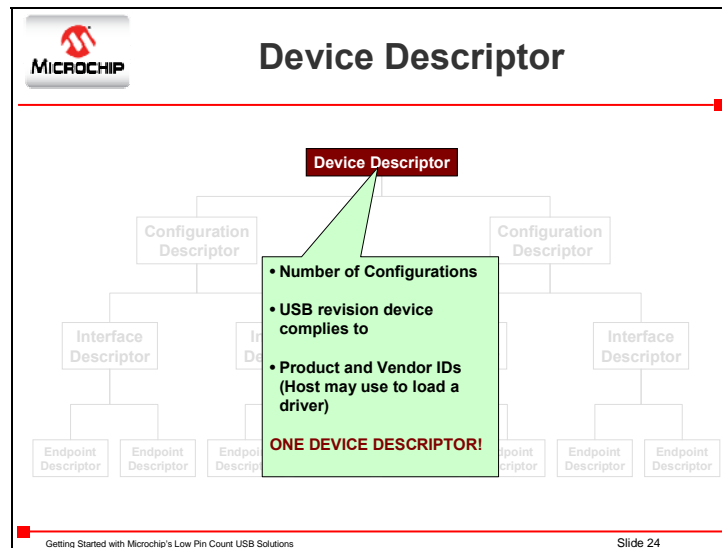 MICROCHIP
Device Descriptor
Device Descriptor
Configuration
Descriptor
Configuration
Descriptor
• Number of Configurations
• USB revision device
complies to
• Product and Vendor IDs
(Host may use to load a
driver)
ONE DEVICE DESCRIPTOR!
Interface
Descriptor
Interface
Descriptor
Endpoint
Descriptor
Endpoint
Descriptor
Endpoint
Descriptor
Endpoint
Descriptor
Getting Started with Microchip's Low Pin Count USB Solutions
Slide 24